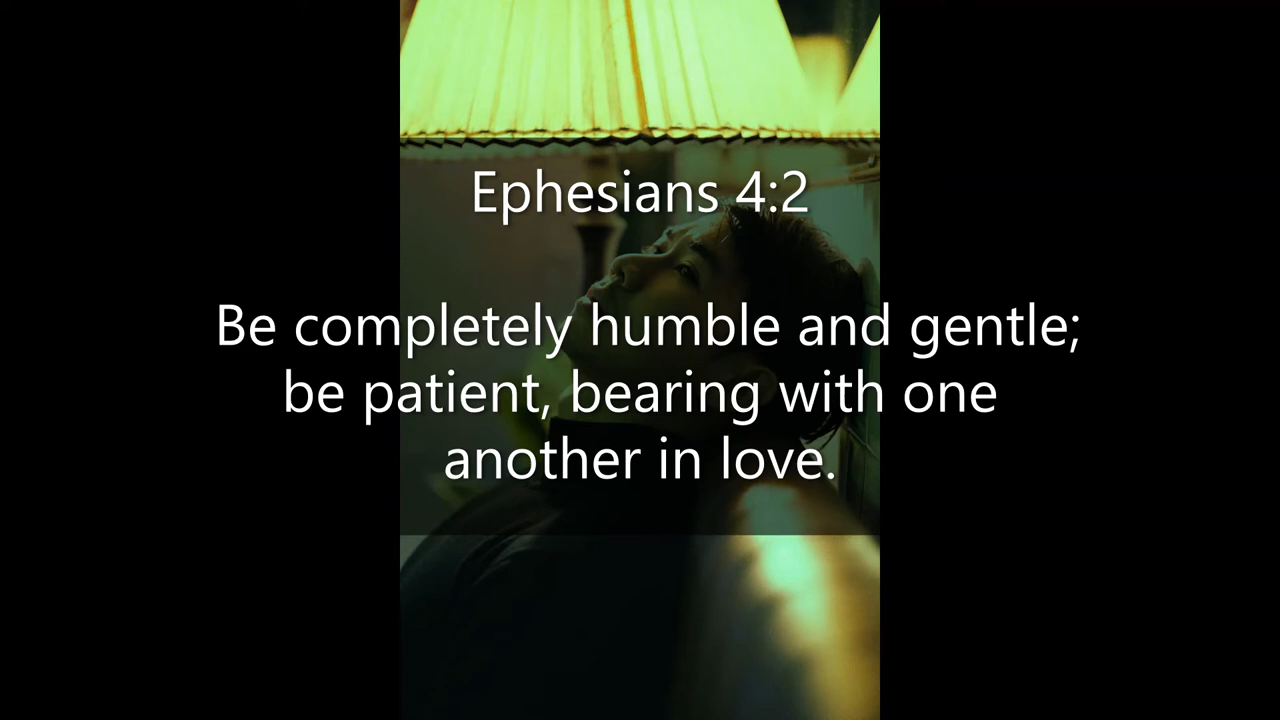 Ephesians 4:2
Be completely humble and gentle;
be patient, bearing with one
another in love.